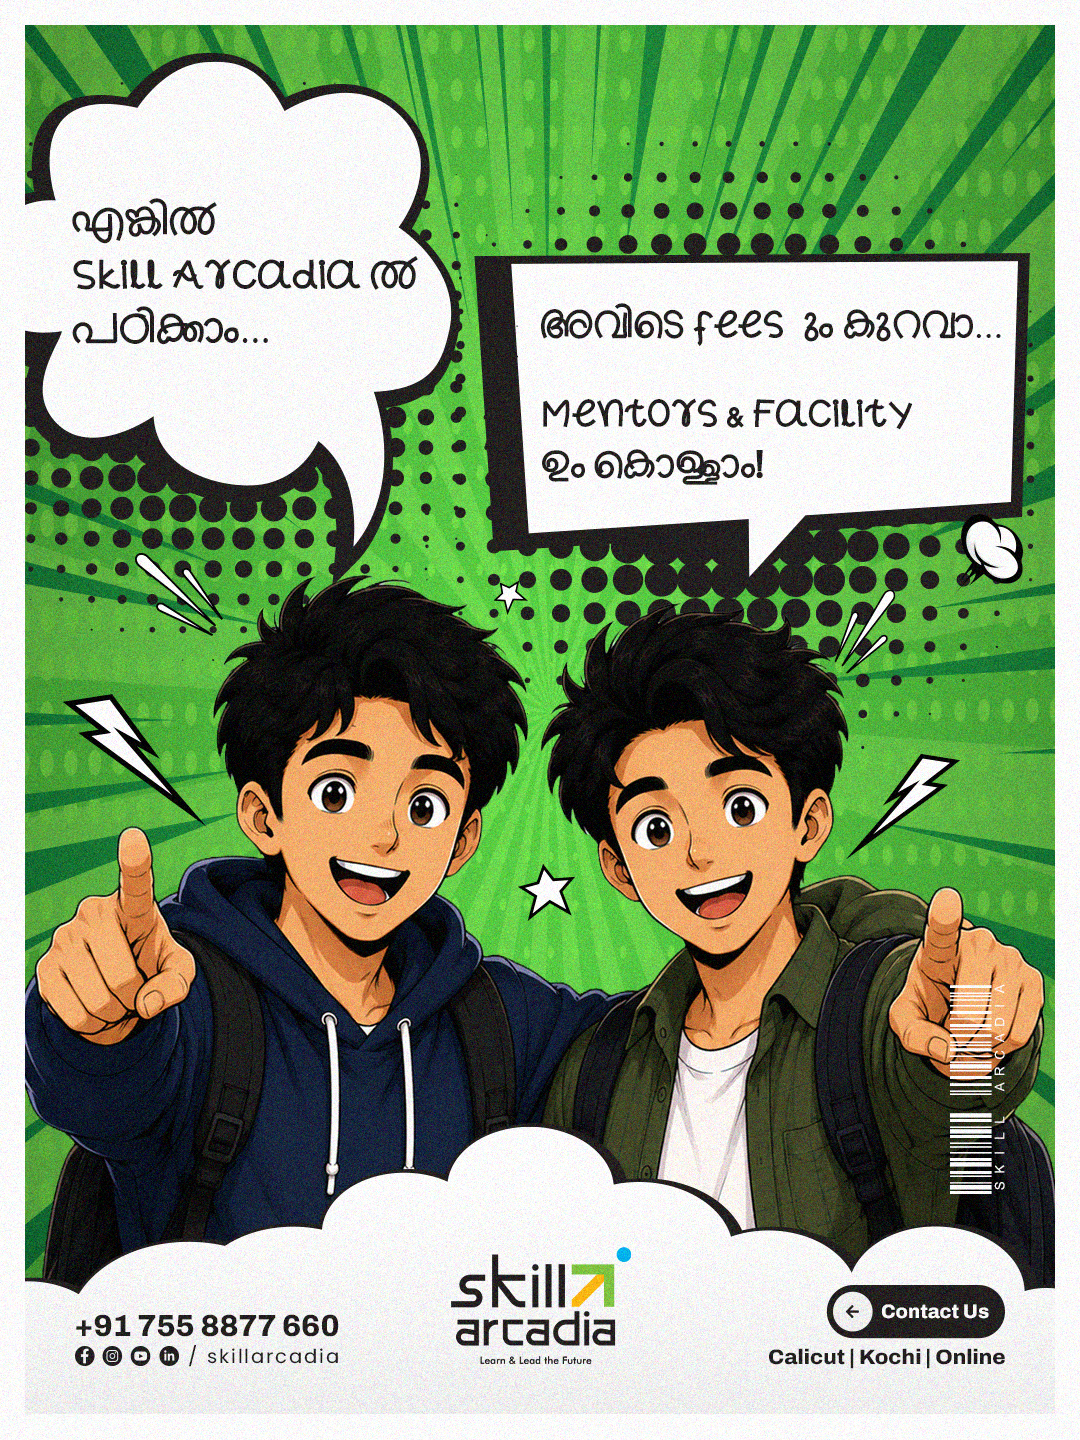 എങ്കിൽ
Skill Arcadia ൽ
പഠിക്കാം...
അവിടെ fees ഉം കുറവാ...
Mentors & Facility
ഉം കൊള്ളാം!
SKILL ARCADIA
skill
arcadia
Learn & Lead the Future
+91 755 8877 660
/ skillarcadia
Contact Us
Calicut | Kochi | Online